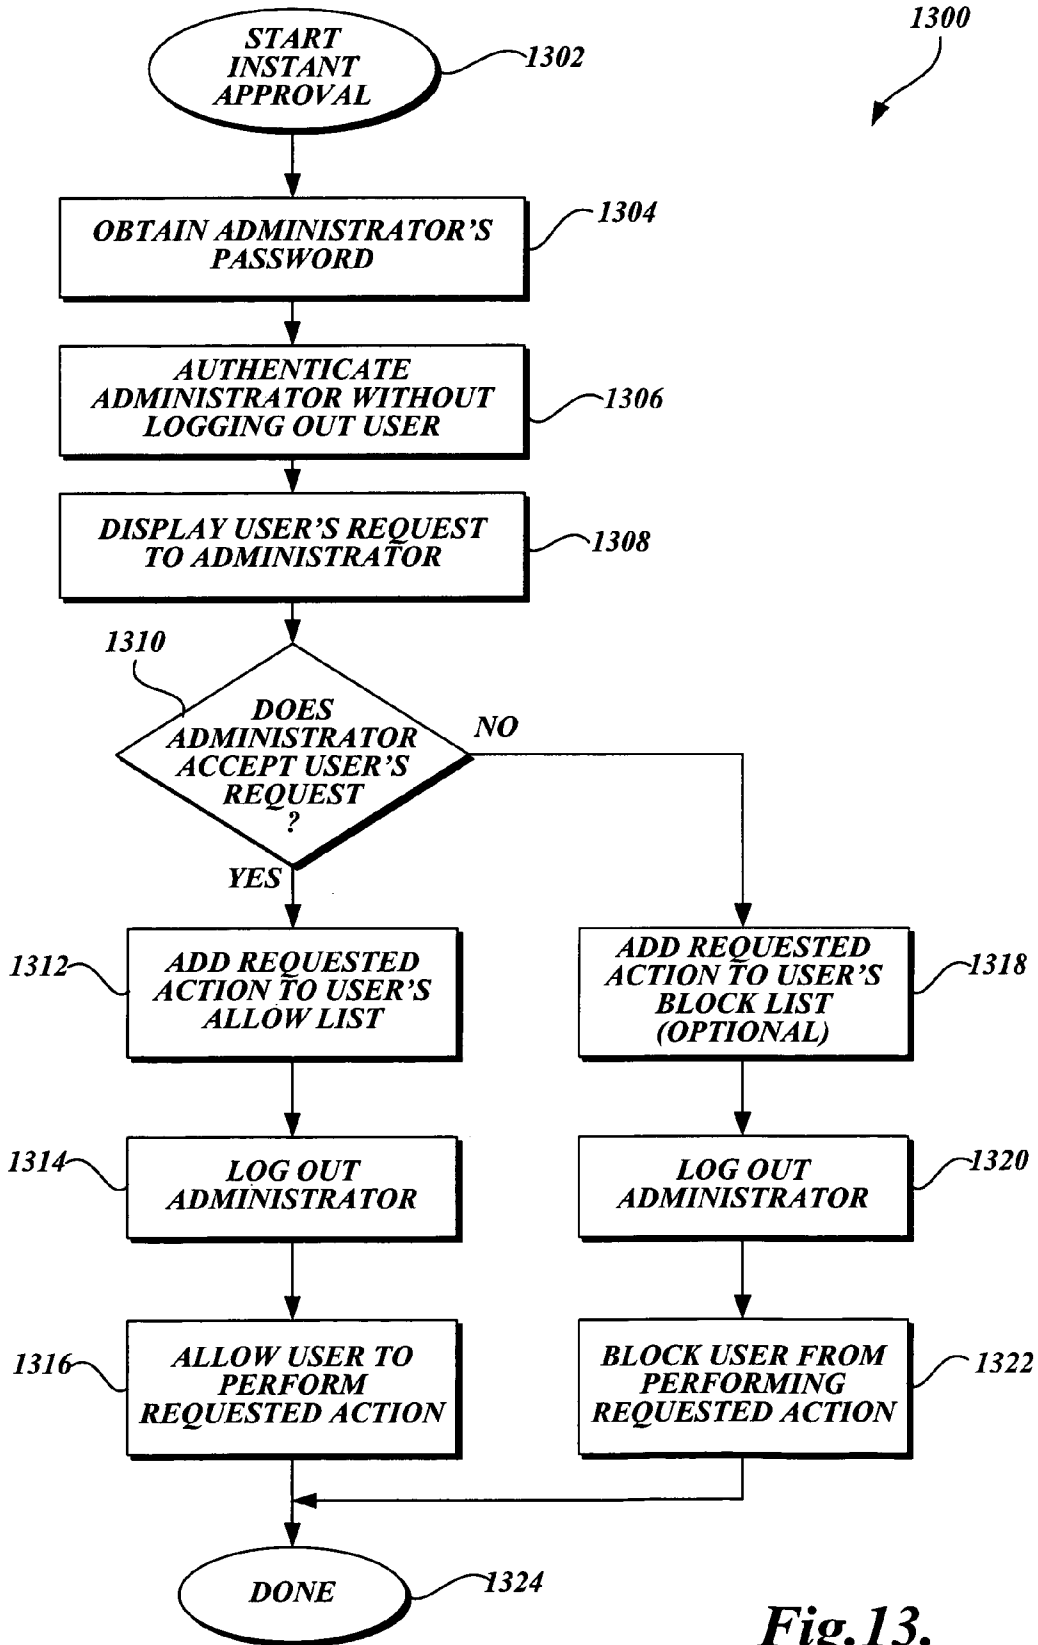 1300
START
INSTANT
APPROVAL
1302
OBTAIN ADMINISTRATOR'S
PASSWORD
1304
AUTHENTICATE
ADMINISTRATOR WITHOUT
LOGGING OUT USER
1306
DISPLAY USER'S REQUEST
TO ADMINISTRATOR
1308
1310
DOES
ADMINISTRATOR
ACCEPT USER'S
REQUEST
?
NO
YES
1312
ADD REQUESTED
ACTION TO USER'S
ALLOW LIST
ADD REQUESTED
ACTION TO USER'S
BLOCK LIST
(OPTIONAL)
1318
1314
LOG OUT
ADMINISTRATOR
LOG OUT
ADMINISTRATOR
1320
1316
ALLOW USER TO
PERFORM
REQUESTED ACTION
BLOCK USER FROM
PERFORMING
REQUESTED ACTION
1322
DONE
1324
Fig.13.